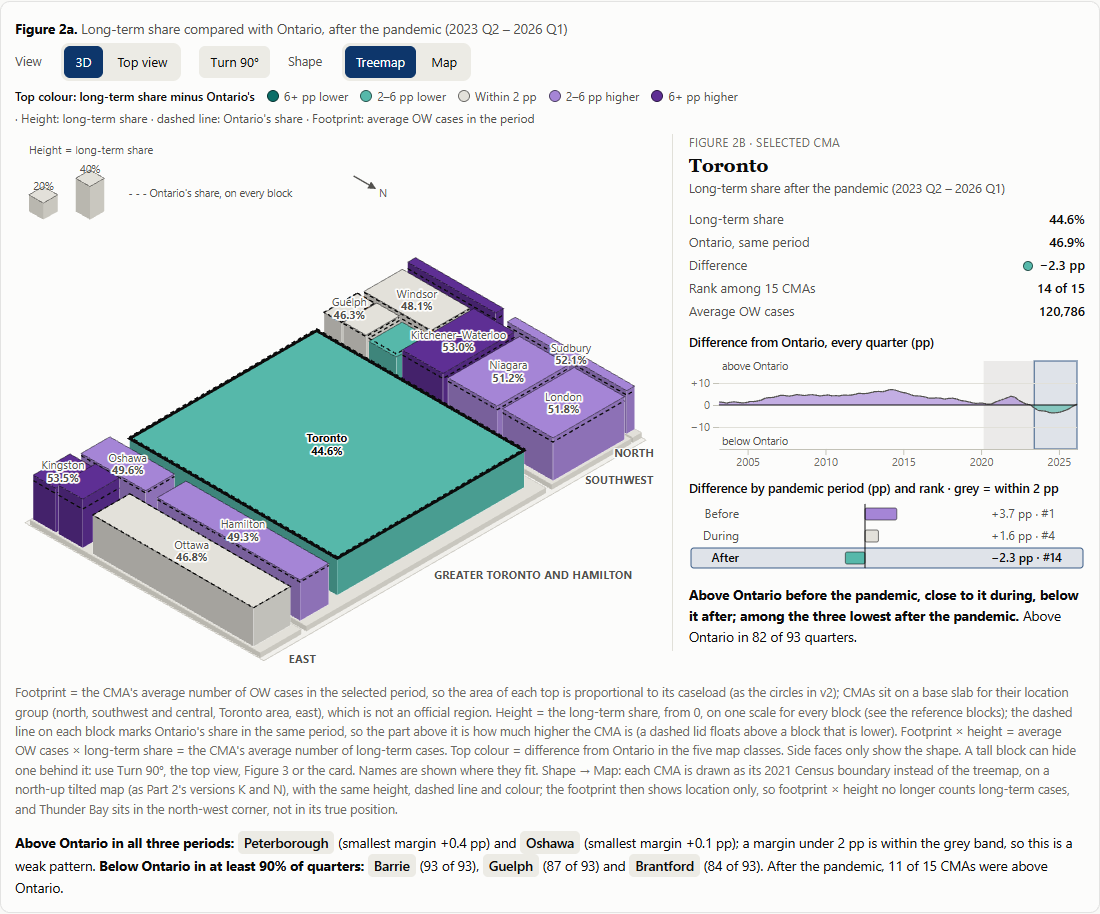 Figure 2a. Long-term share compared with Ontario, after the pandemic (2023 Q2 – 2026 Q1)
View 3D Top view Turn 90° Shape Treemap Map
Top colour: long-term share minus Ontario's 6+ pp lower 2–6 pp lower Within 2 pp 2–6 pp higher 6+ pp higher
· Height: long-term share · dashed line: Ontario's share · Footprint: average OW cases in the period
Height = long-term share
20%
40%
- - - Ontario's share, on every block
N
Guelph
46.3%
Windsor
48.1%
Kitchener–Waterloo
53.0%
Sudbury
52.1%
Niagara
51.2%
London
51.8%
Toronto
44.6%
Kingston
53.5%
Oshawa
49.6%
Hamilton
49.3%
Ottawa
46.8%
NORTH
SOUTHWEST
GREATER TORONTO AND HAMILTON
EAST
FIGURE 2B · SELECTED CMA
Toronto
Long-term share after the pandemic (2023 Q2 – 2026 Q1)
Long-term share 44.6%
Ontario, same period 46.9%
Difference −2.3 pp
Rank among 15 CMAs 14 of 15
Average OW cases 120,786
Difference from Ontario, every quarter (pp)
above Ontario
+10
0
−10
below Ontario
2005 2010 2015 2020 2025
Difference by pandemic period (pp) and rank · grey = within 2 pp
Before +3.7 pp · #1
During +1.6 pp · #4
After −2.3 pp · #14
Above Ontario before the pandemic, close to it during, below
it after; among the three lowest after the pandemic. Above
Ontario in 82 of 93 quarters.
Footprint = the CMA's average number of OW cases in the selected period, so the area of each top is proportional to its caseload (as the circles in v2); CMAs sit on a base slab for their location
group (north, southwest and central, Toronto area, east), which is not an official region. Height = the long-term share, from 0, on one scale for every block (see the reference blocks); the dashed
line on each block marks Ontario's share in the same period, so the part above it is how much higher the CMA is (a dashed lid floats above a block that is lower). Footprint × height = average
OW cases × long-term share = the CMA's average number of long-term cases. Top colour = difference from Ontario in the five map classes. Side faces only show the shape. A tall block can hide
one behind it: use Turn 90°, the top view, Figure 3 or the card. Names are shown where they fit. Shape → Map: each CMA is drawn as its 2021 Census boundary instead of the treemap, on a
north-up tilted map (as Part 2's versions K and N), with the same height, dashed line and colour; the footprint then shows location only, so footprint × height no longer counts long-term cases,
and Thunder Bay sits in the north-west corner, not in its true position.
Above Ontario in all three periods: Peterborough (smallest margin +0.4 pp) and Oshawa (smallest margin +0.1 pp); a margin under 2 pp is within the grey band, so this is a
weak pattern. Below Ontario in at least 90% of quarters: Barrie (93 of 93), Guelph (87 of 93) and Brantford (84 of 93). After the pandemic, 11 of 15 CMAs were above
Ontario.